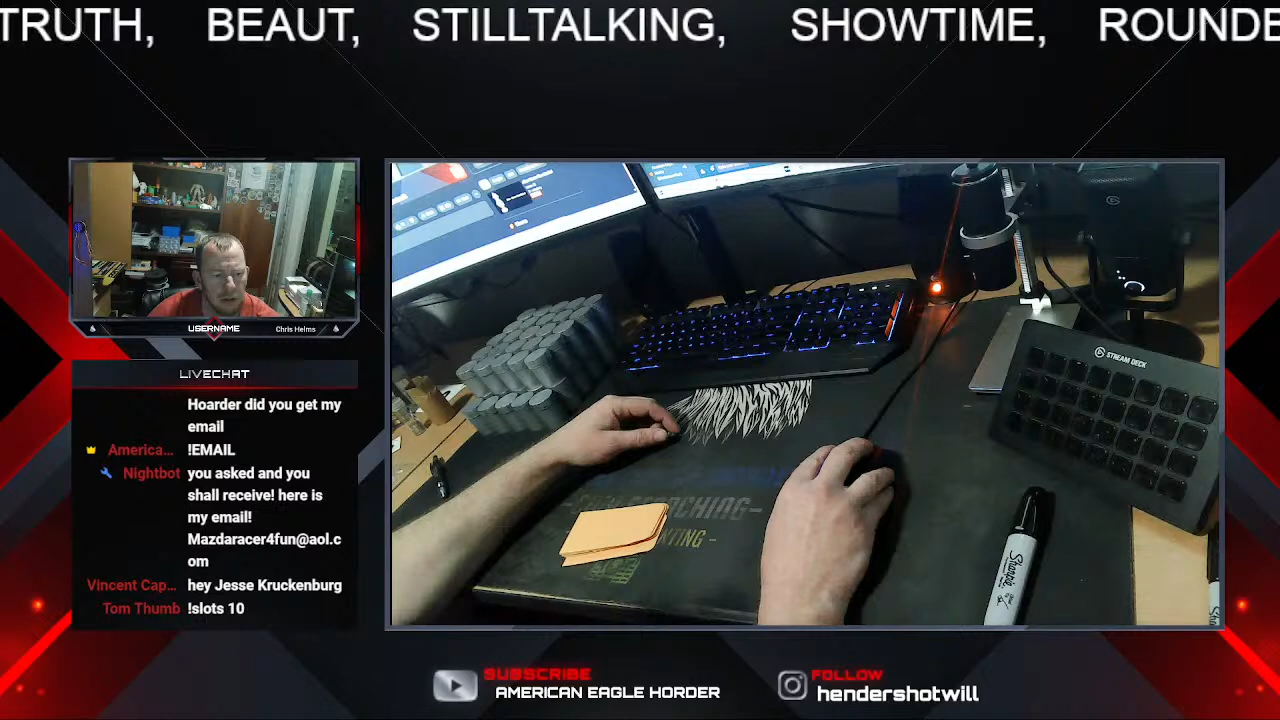 TRUTH, BEAUT, STILLTALKING, SHOWTIME, ROUNDE
USERNAME Chris Helms
LIVECHAT
Hoarder did you get my
email
America... !EMAIL
Nightbot you asked and you
shall receive! here is
my email!
Mazdaracer4fun@aol.c
om
Vincent Cap... hey Jesse Kruckenburg
Tom Thumb !slots 10
STREAM DECK
Sharpie
SUBSCRIBE
AMERICAN EAGLE HORDER
FOLLOW
hendershotwill